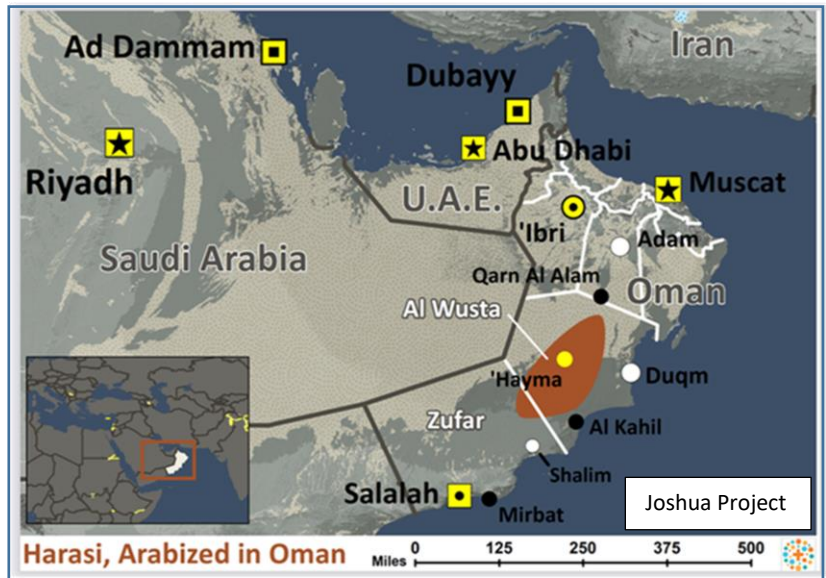 Iran
Ad Dammam
Dubayy
Abu Dhabi
Muscat
Riyadh
U.A.E.
'Ibri
Adam
Saudi Arabia
Qarn Al Alam
Oman
Al Wusta
'Hayma
Duqm
Zufar
Al Kahil
Shalim
Salalah
Mirbat
Joshua Project
Harasi, Arabized in Oman
Miles 0 125 250 375 500